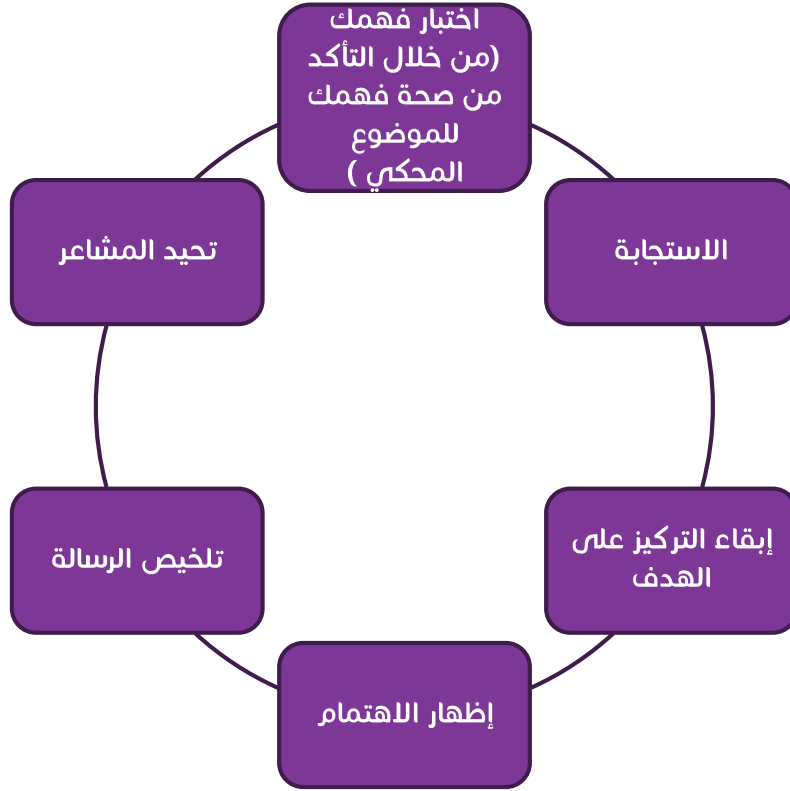 اختبار فهمك
(من خلال التأكد
من صحة فهمك
للموضوع
المحكي )
الاستجابة
إبقاء التركيز على
الهدف
إظهار الاهتمام
تلخيص الرسالة
تحيد المشاعر